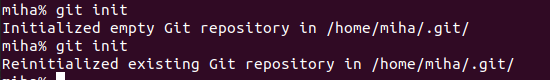 miha% git init
Initialized empty Git repository in /home/miha/.git/
miha% git init
Reinitialized existing Git repository in /home/miha/.git/
miha%